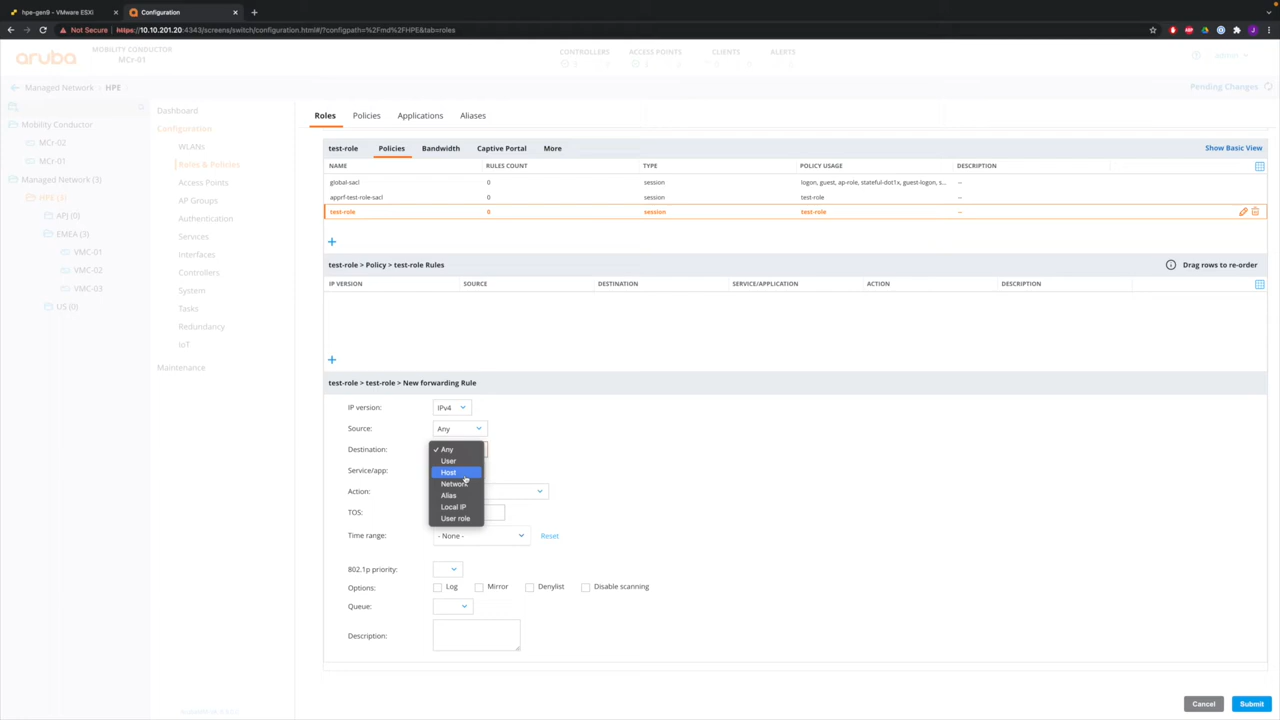 hpe-gen9 – VMware ESXi
Configuration
Not Secure
https://10.10.201.20:4343/screens/switch/configuration.html#/?configpath=%2Fmd%2FHPE&tab=roles
aruba
MOBILITY CONDUCTOR
MCr-01
CONTROLLERS
ACCESS POINTS
CLIENTS
ALERTS
admin
Managed Network > HPE >
Pending Changes
Mobility Conductor
MCr-02
MCr-01
Managed Network (3)
HPE (3)
APJ (0)
EMEA (3)
VMC-01
VMC-02
VMC-03
US (0)
Dashboard
Configuration
WLANs
Roles & Policies
Access Points
AP Groups
Authentication
Services
Interfaces
Controllers
System
Tasks
Redundancy
IoT
Maintenance
Roles Policies Applications Aliases
test-role Policies Bandwidth Captive Portal More Show Basic View
NAME RULES COUNT TYPE POLICY USAGE DESCRIPTION
global-sacl 0 session logon, guest, ap-role, stateful-dot1x, guest-logon, s... --
apprf-test-role-sacl 0 session test-role --
test-role 0 session test-role --
+
test-role > Policy > test-role Rules Drag rows to re-order
IP VERSION SOURCE DESTINATION SERVICE/APPLICATION ACTION DESCRIPTION
+
test-role > test-role > New forwarding Rule
IP version: IPv4
Source: Any
Destination:
✓ Any
User
Host
Network
Alias
Local IP
User role
Service/app:
Action:
TOS:
Time range: - None - Reset
802.1p priority:
Options: Log Mirror Denylist Disable scanning
Queue:
Description:
Cancel Submit